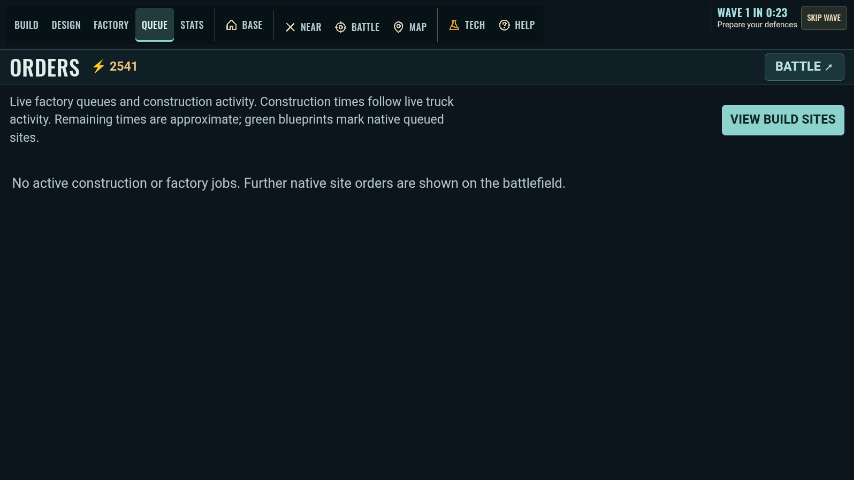 BUILD DESIGN FACTORY QUEUE STATS BASE NEAR BATTLE MAP TECH HELP
WAVE 1 IN 0:23
Prepare your defences
SKIP WAVE
ORDERS ⚡ 2541
BATTLE ↗
Live factory queues and construction activity. Construction times follow live truck
activity. Remaining times are approximate; green blueprints mark native queued
sites.
VIEW BUILD SITES
No active construction or factory jobs. Further native site orders are shown on the battlefield.